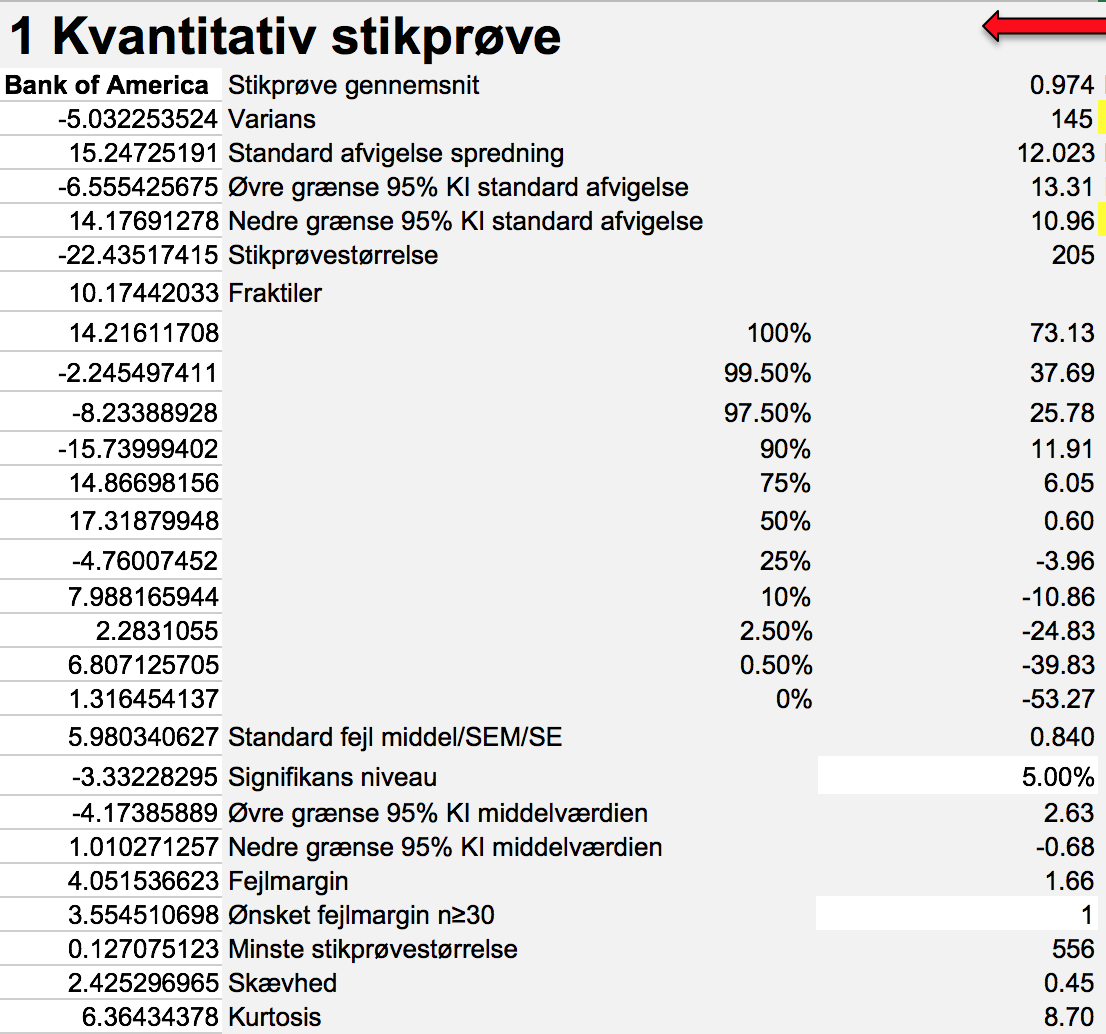 1 Kvantitativ stikprøve
Bank of America Stikprøve gennemsnit 0.974
-5.032253524 Varians 145
15.24725191 Standard afvigelse spredning 12.023
-6.555425675 Øvre grænse 95% KI standard afvigelse 13.31
14.17691278 Nedre grænse 95% KI standard afvigelse 10.96
-22.43517415 Stikprøvestørrelse 205
10.17442033 Fraktiler
14.21611708 100% 73.13
-2.245497411 99.50% 37.69
-8.23388928 97.50% 25.78
-15.73999402 90% 11.91
14.86698156 75% 6.05
17.31879948 50% 0.60
-4.76007452 25% -3.96
7.988165944 10% -10.86
2.2831055 2.50% -24.83
6.807125705 0.50% -39.83
1.316454137 0% -53.27
5.980340627 Standard fejl middel/SEM/SE 0.840
-3.33228295 Signifikans niveau 5.00%
-4.17385889 Øvre grænse 95% KI middelværdien 2.63
1.010271257 Nedre grænse 95% KI middelværdien -0.68
4.051536623 Fejlmargin 1.66
3.554510698 Ønsket fejlmargin n≥30 1
0.127075123 Minste stikprøvestørrelse 556
2.425296965 Skævhed 0.45
6.36434378 Kurtosis 8.70